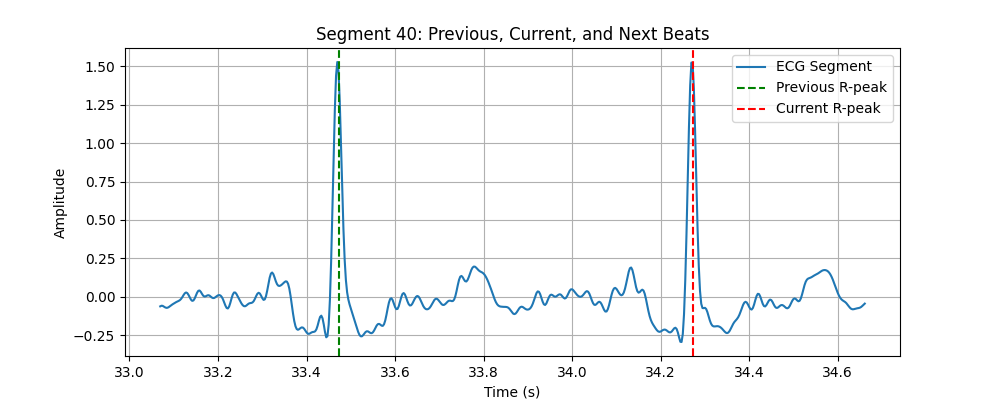 Segment 40: Previous, Current, and Next Beats
ECG Segment
Previous R-peak
Current R-peak
1.50
1.25
1.00
0.75
0.50
0.25
0.00
−0.25
Amplitude
33.0 33.2 33.4 33.6 33.8 34.0 34.2 34.4 34.6
Time (s)